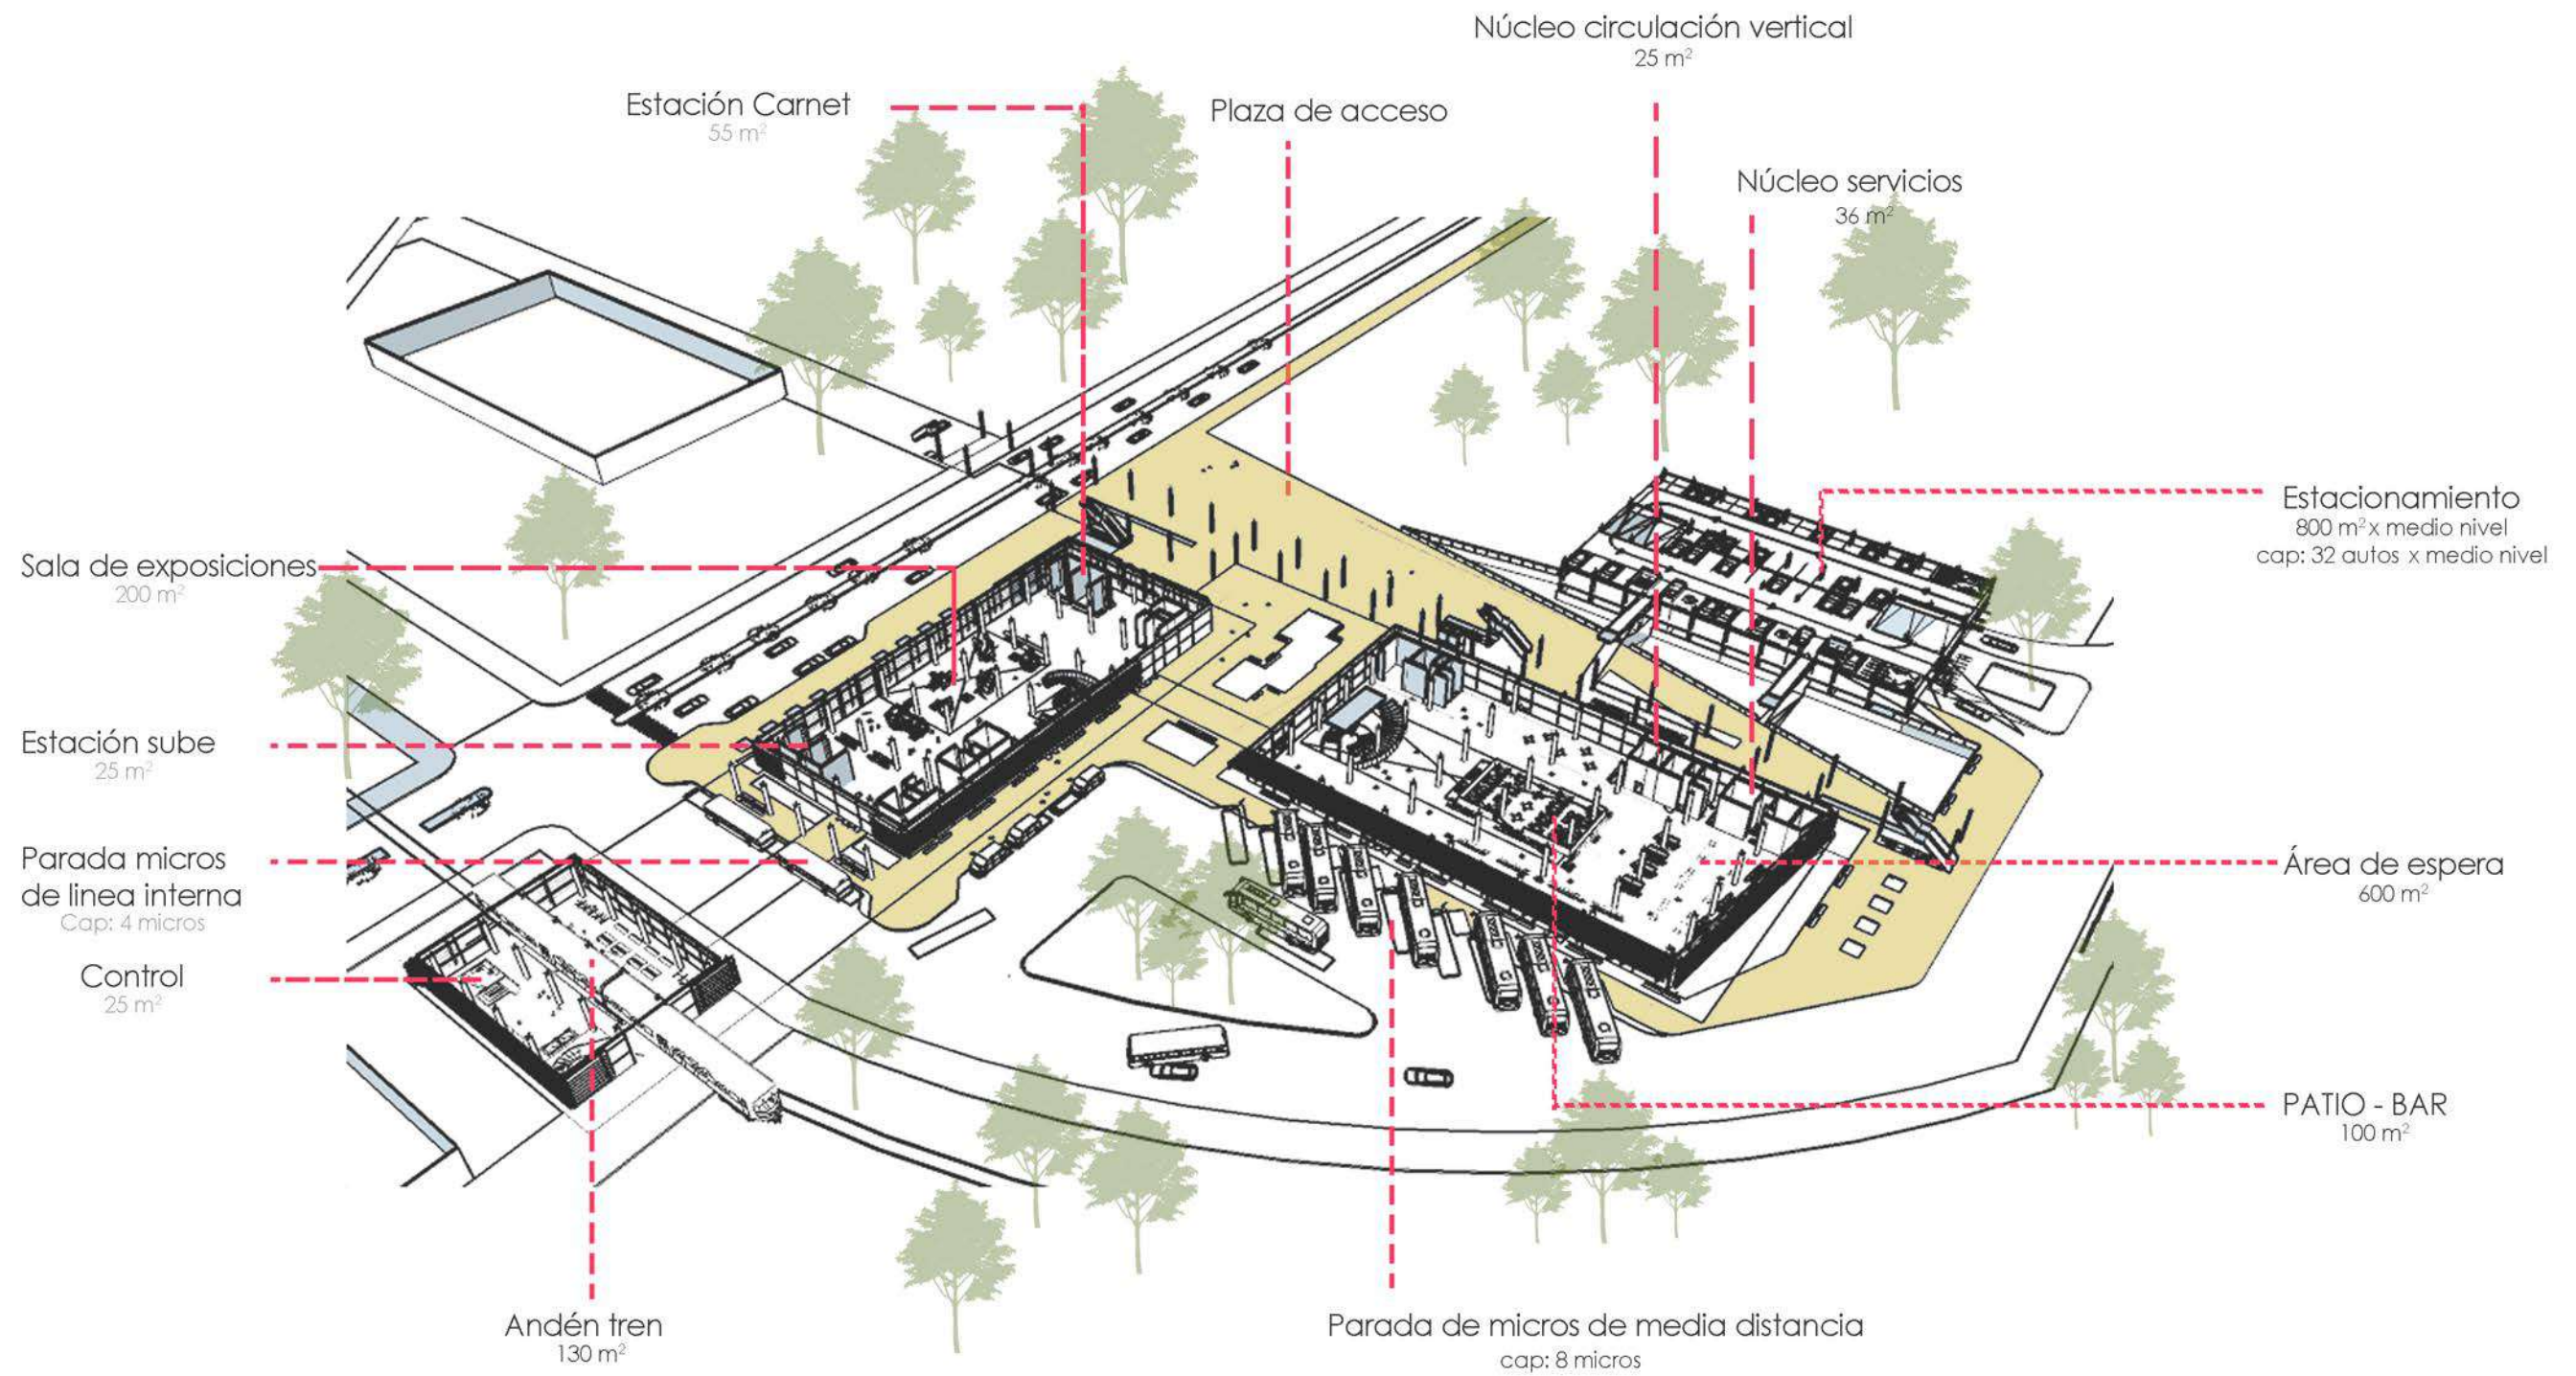 Núcleo circulación vertical
25 m²
Estación Carnet
55 m²
Plaza de acceso
Núcleo servicios
36 m²
Estacionamiento
800 m² x medio nivel
cap: 32 autos x medio nivel
Sala de exposiciones
200 m²
Estación sube
25 m²
Parada micros
de linea interna
Cap: 4 micros
Control
25 m²
Área de espera
600 m²
PATIO - BAR
100 m²
Andén tren
130 m²
Parada de micros de media distancia
cap: 8 micros